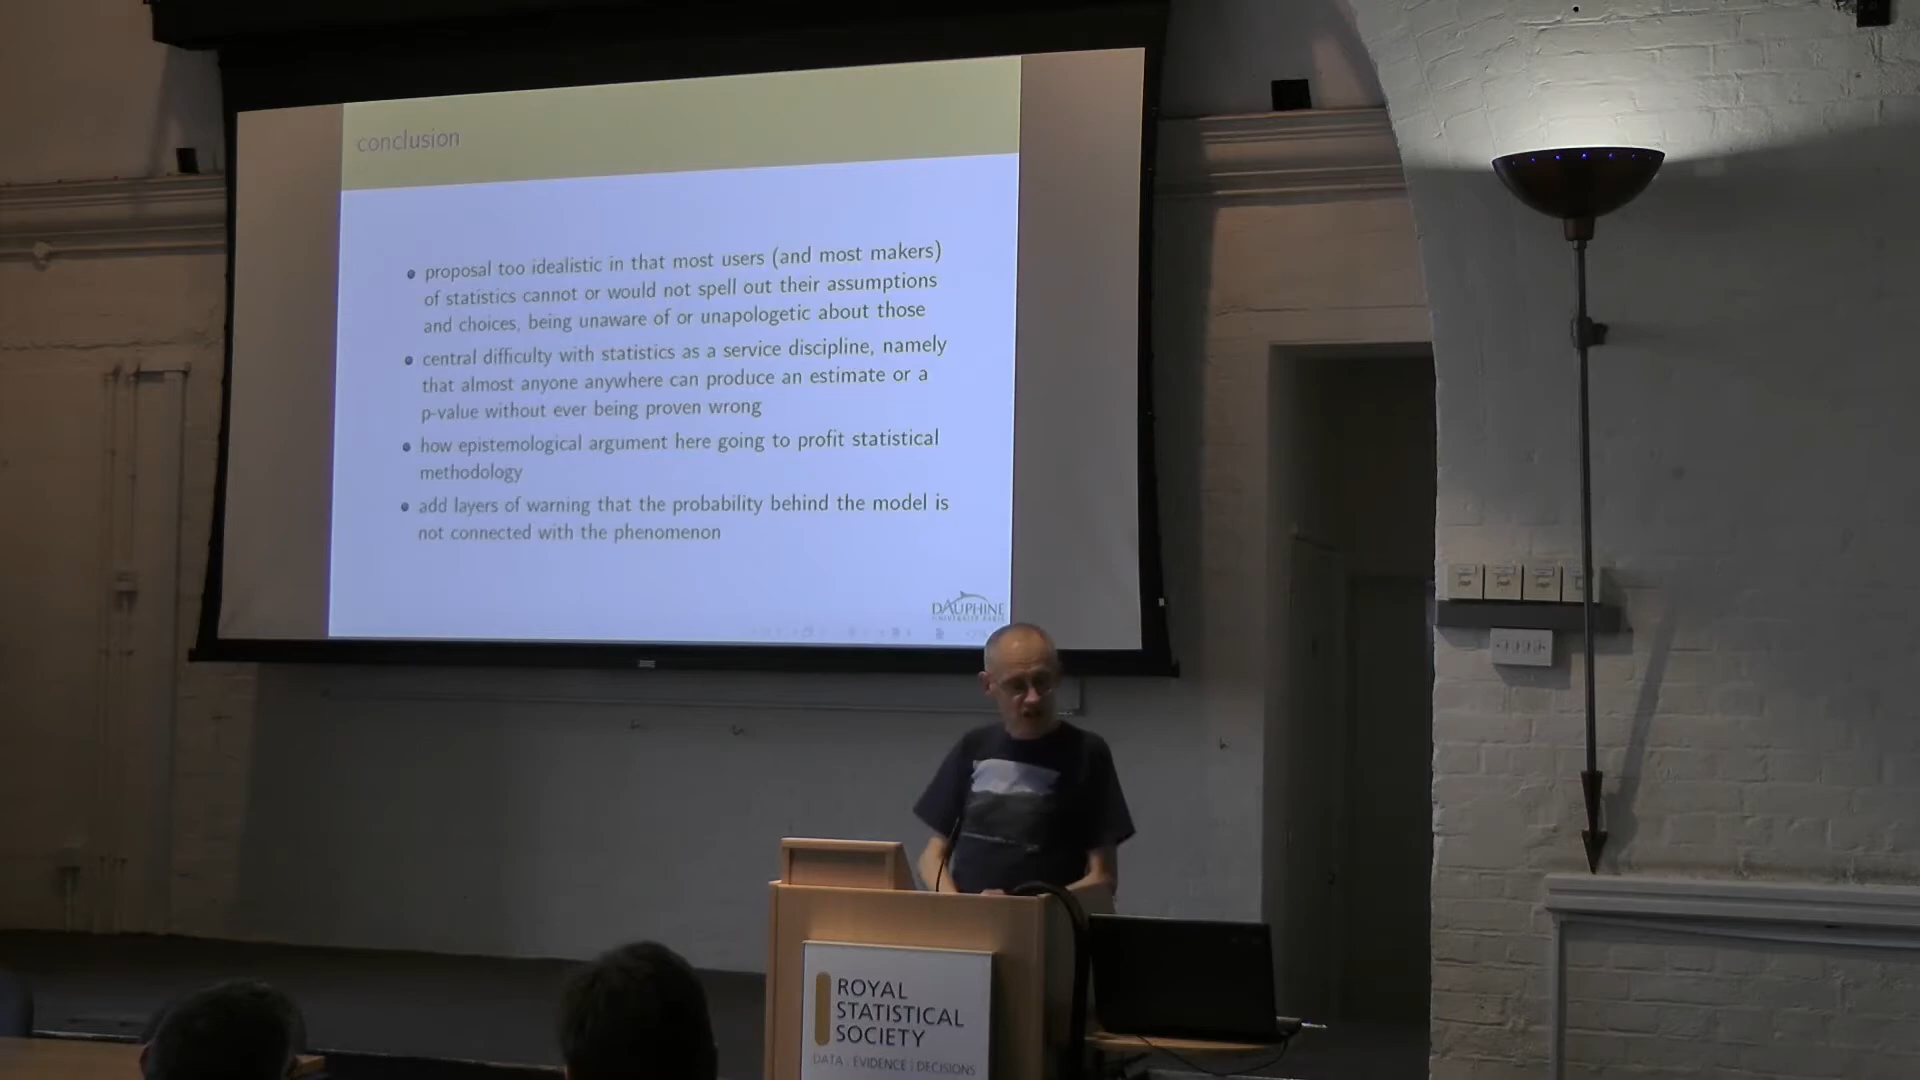 conclusion
proposal too idealistic in that most users (and most makers)
of statistics cannot or would not spell out their assumptions
and choices, being unaware of or unapologetic about those
central difficulty with statistics as a service discipline, namely
that almost anyone anywhere can produce an estimate or a
p-value without ever being proven wrong
how epistemological argument here going to profit statistical
methodology
add layers of warning that the probability behind the model is
not connected with the phenomenon
DAUPHINE
UNIVERSITÉ PARIS
ROYAL
STATISTICAL
SOCIETY
DATA | EVIDENCE | DECISIONS